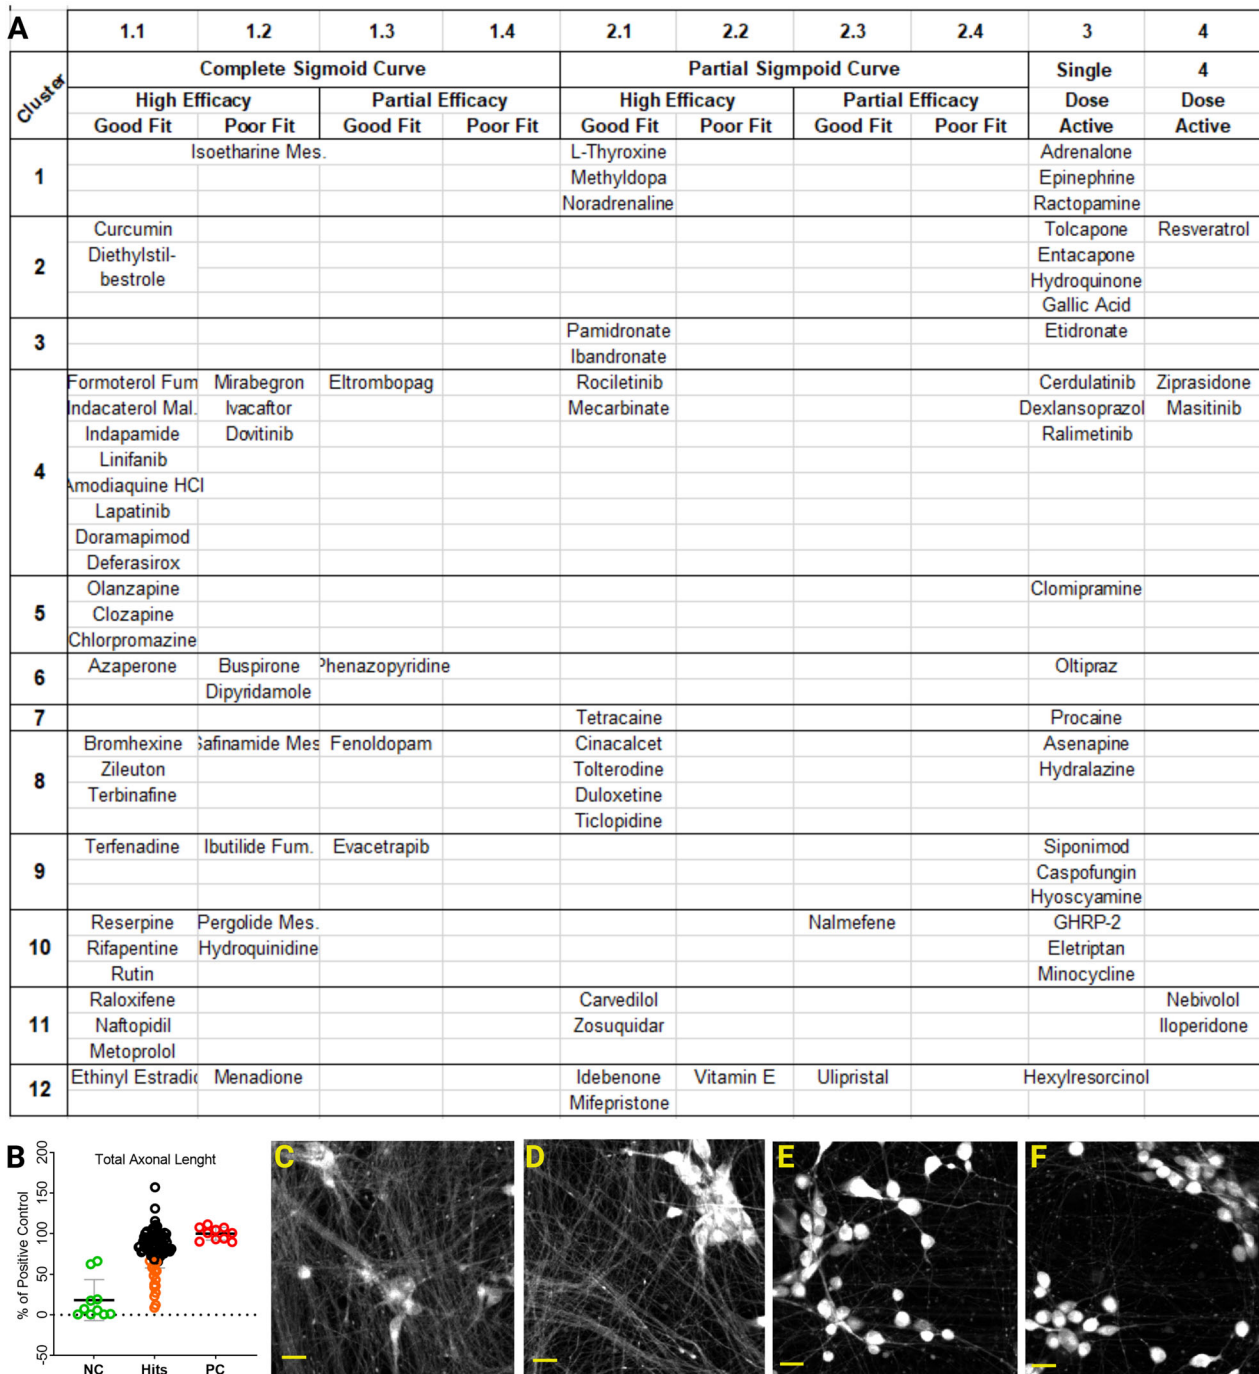 A
1.1 1.2 1.3 1.4 2.1 2.2 2.3 2.4 3 4
Cluster
Complete Sigmoid Curve Partial Sigmpoid Curve Single 4
High Efficacy Partial Efficacy High Efficacy Partial Efficacy Dose Dose
Good Fit Poor Fit Good Fit Poor Fit Good Fit Poor Fit Good Fit Poor Fit Active Active
1
Isoetharine Mes. L-Thyroxine Adrenalone
Methyldopa Epinephrine
Noradrenaline Ractopamine
2
Curcumin Tolcapone Resveratrol
Diethylstil- Entacapone
bestrole Hydroquinone
Gallic Acid
3
Pamidronate Etidronate
Ibandronate
4
Formoterol Fum Mirabegron Eltrombopag Rociletinib Cerdulatinib Ziprasidone
Indacaterol Mal. Ivacaftor Mecarbinate Dexlansoprazol Masitinib
Indapamide Dovitinib Ralimetinib
Linifanib
Amodiaquine HCl
Lapatinib
Doramapimod
Deferasirox
5
Olanzapine Clomipramine
Clozapine
Chlorpromazine
6
Azaperone Buspirone Phenazopyridine Oltipraz
Dipyridamole
7
Tetracaine Procaine
8
Bromhexine Safinamide Mes Fenoldopam Cinacalcet Asenapine
Zileuton Tolterodine Hydralazine
Terbinafine Duloxetine
Ticlopidine
9
Terfenadine Ibutilide Fum. Evacetrapib Siponimod
Caspofungin
Hyoscyamine
10
Reserpine Pergolide Mes. Nalmefene GHRP-2
Rifapentine Hydroquinidine Eletriptan
Rutin Minocycline
11
Raloxifene Carvedilol Nebivolol
Naftopidil Zosuquidar Iloperidone
Metoprolol
12
Ethinyl Estradio Menadione Idebenone Vitamin E Ulipristal Hexylresorcinol
Mifepristone
B
Total Axonal Lenght
% of Positive Control
200
150
100
50
0
-50
NC Hits PC
C
D
E
F